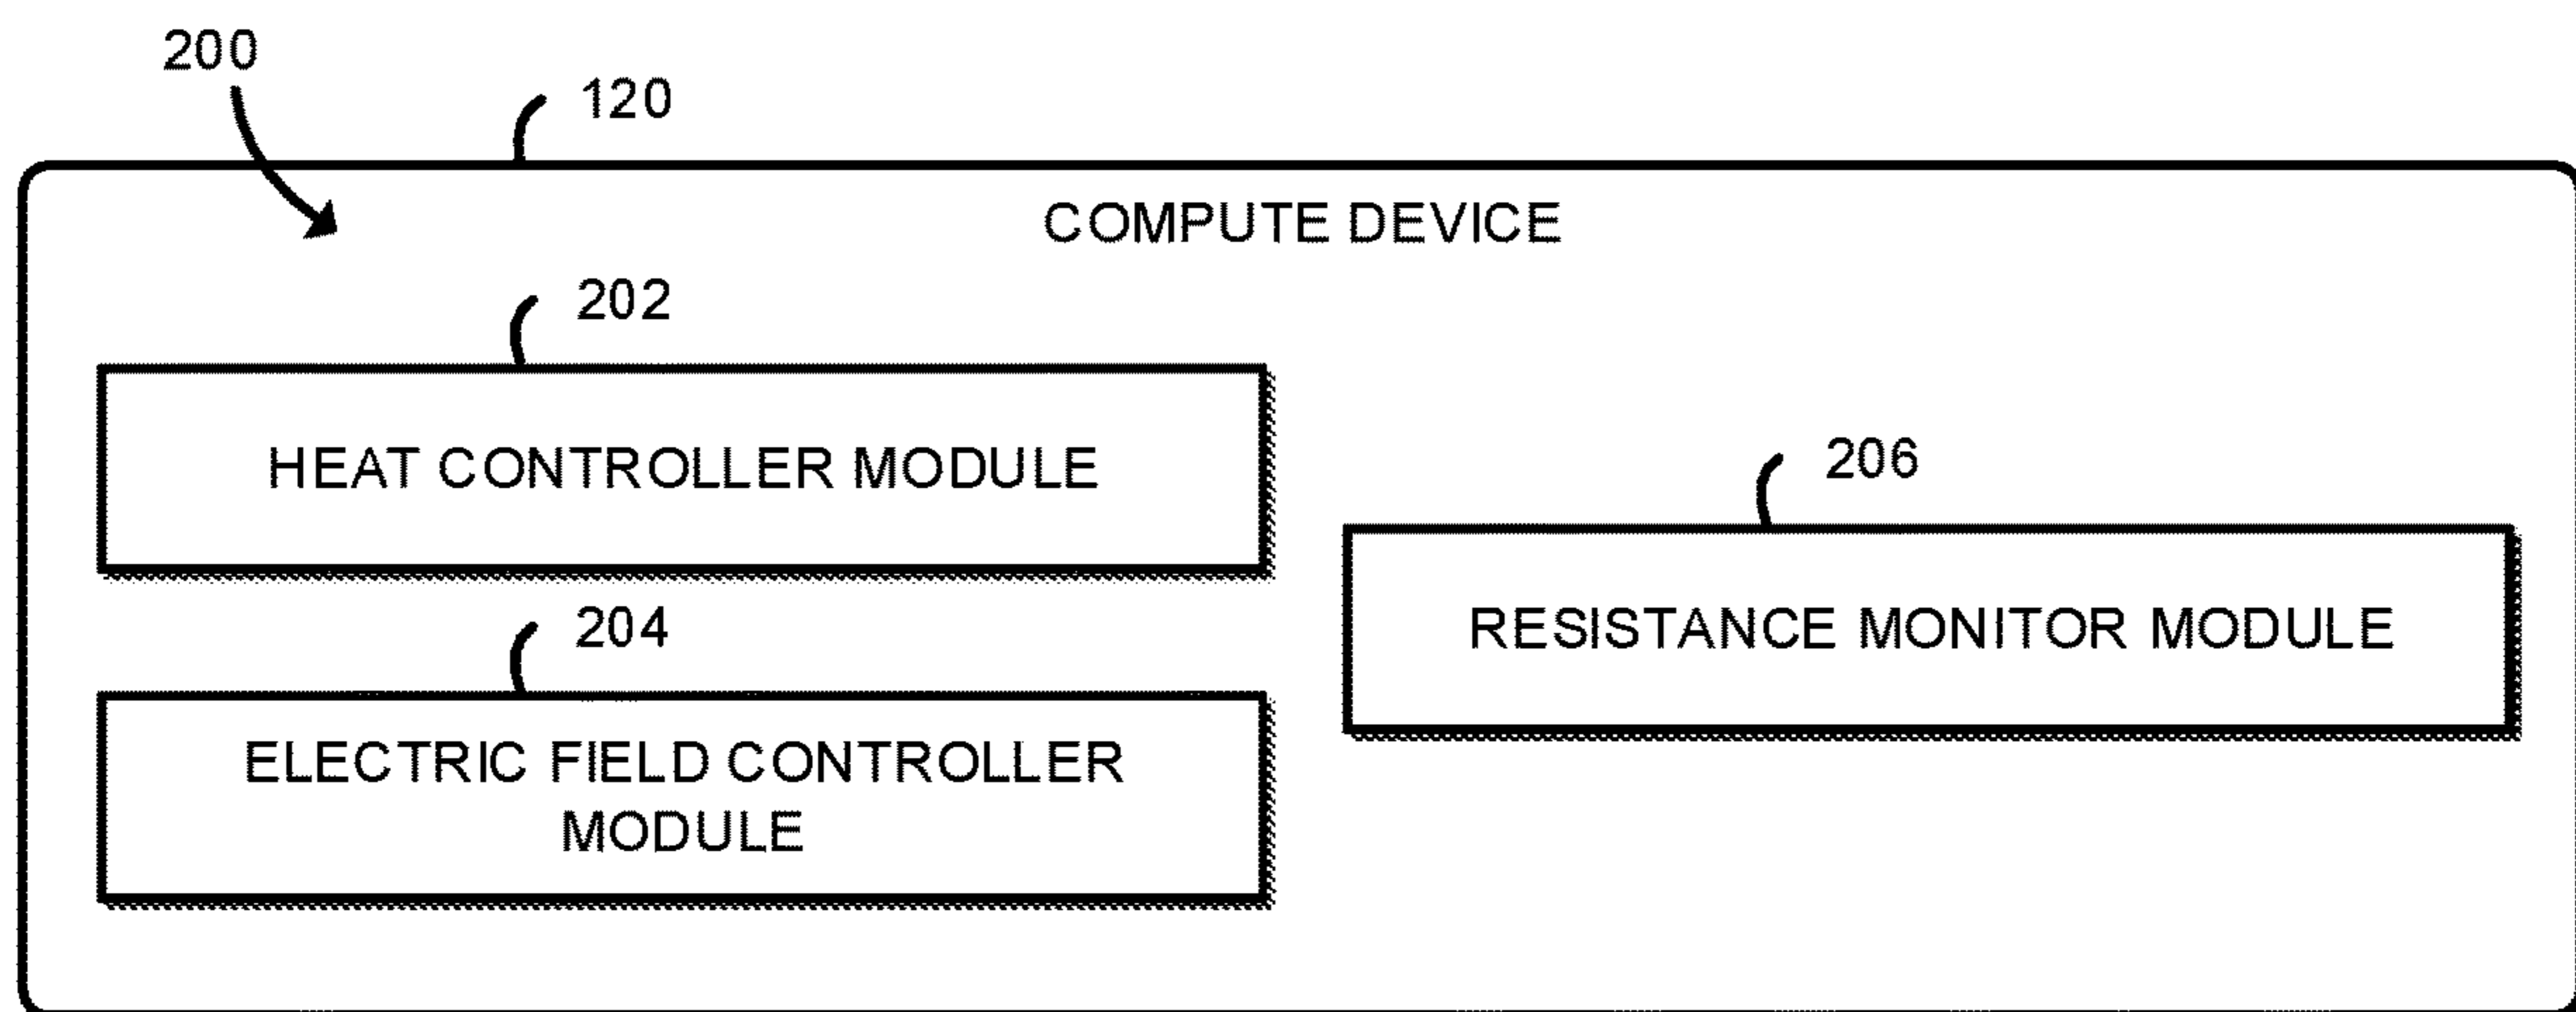 200
120
COMPUTE DEVICE
202
HEAT CONTROLLER MODULE
206
RESISTANCE MONITOR MODULE
204
ELECTRIC FIELD CONTROLLER
MODULE